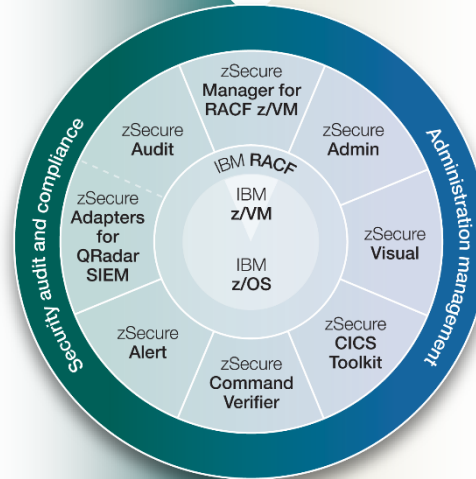 zSecure
Manager for
RACF z/VM
zSecure
Admin
zSecure
Visual
zSecure
CICS
Toolkit
zSecure
Command
Verifier
zSecure
Alert
zSecure
Adapters
for
QRadar
SIEM
zSecure
Audit
IBM RACF
IBM
z/VM
IBM
z/OS
Security audit and compliance
Administration management